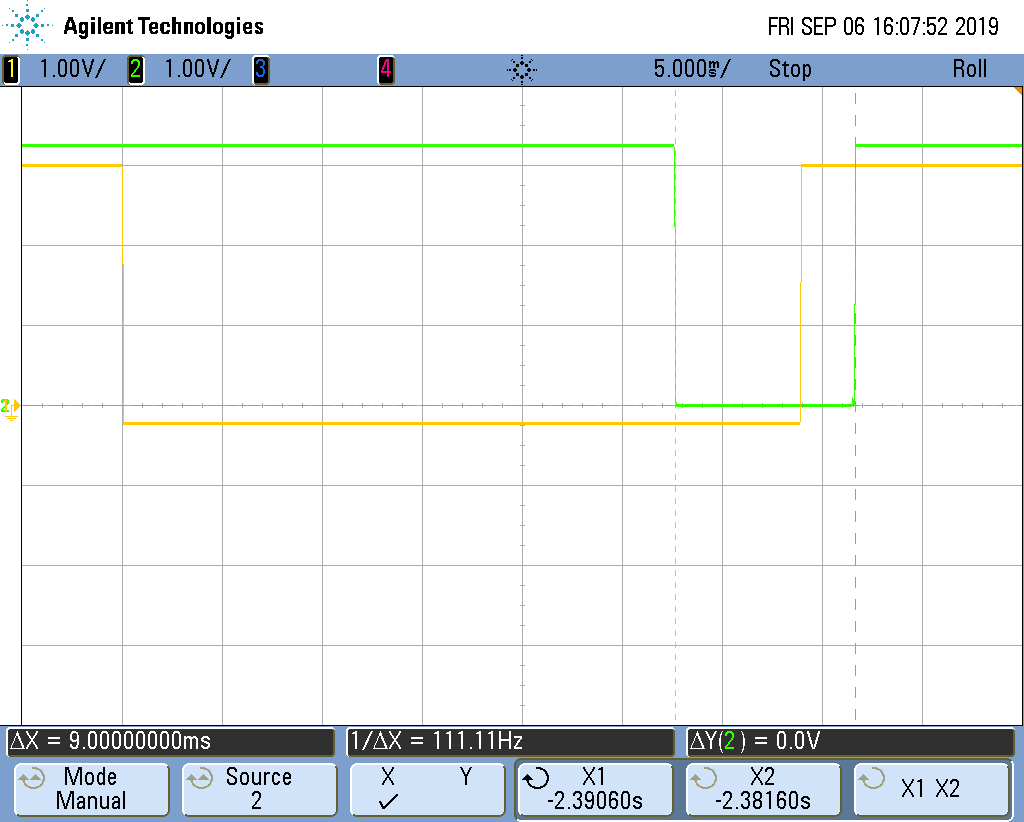 Agilent Technologies FRI SEP 06 16:07:52 2019
1 1.00V/ 2 1.00V/ 3 4 5.000ms/ Stop Roll
2
ΔX = 9.00000000ms 1/ΔX = 111.11Hz ΔY(2) = 0.0V
Mode Source X Y X1 X2 X1 X2
Manual 2 ✓ -2.39060s -2.38160s